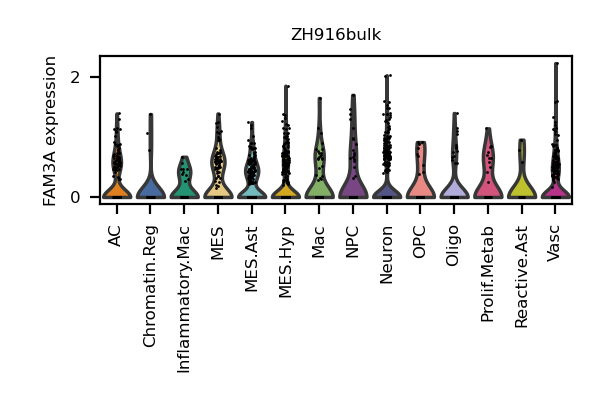 ZH916bulk
FAM3A expression
2
0
AC
Chromatin.Reg
Inflammatory.Mac
MES
MES.Ast
MES.Hyp
Mac
NPC
Neuron
OPC
Oligo
Prolif.Metab
Reactive.Ast
Vasc